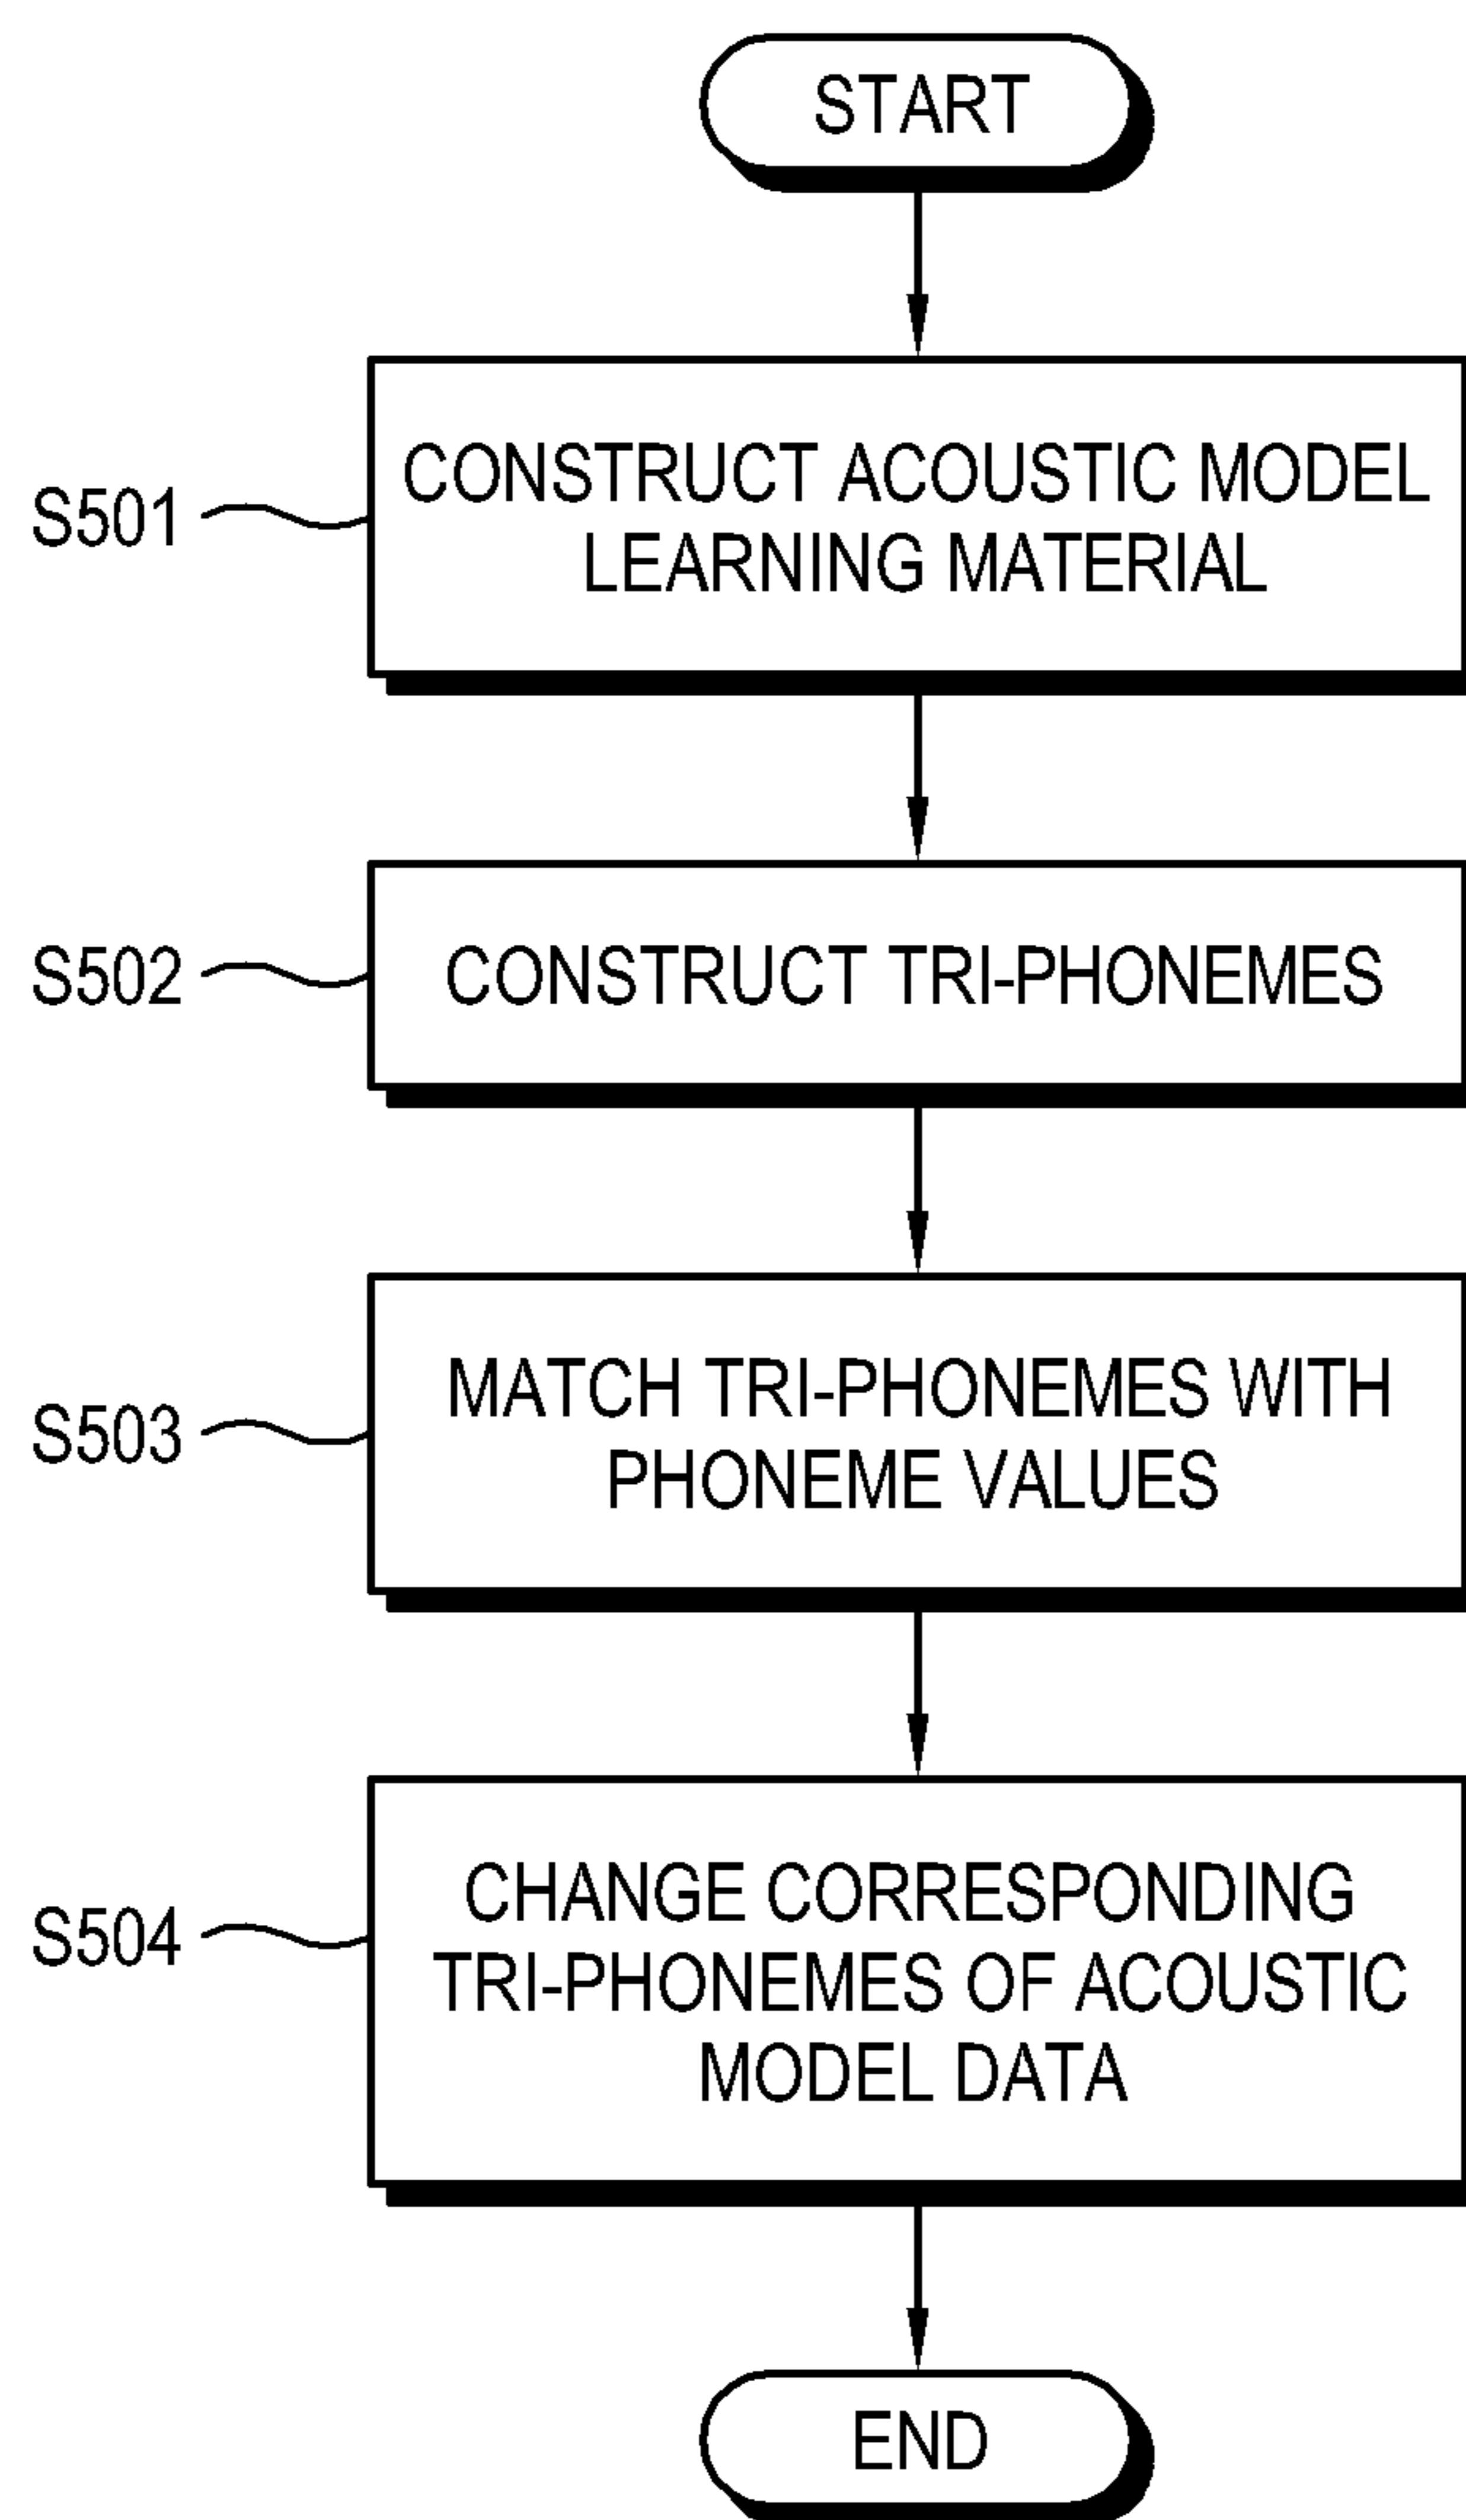 START
S501
CONSTRUCT ACOUSTIC MODEL
LEARNING MATERIAL
S502
CONSTRUCT TRI-PHONEMES
S503
MATCH TRI-PHONEMES WITH
PHONEME VALUES
S504
CHANGE CORRESPONDING
TRI-PHONEMES OF ACOUSTIC
MODEL DATA
END